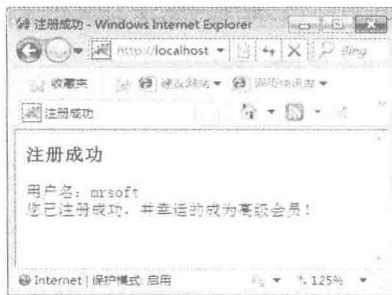 注册成功 - Windows Internet Explorer
http://localhost
Bing
收藏夹
注册成功
注册成功
用户名：mrsoft
您已注册成功，并幸运的成为高级会员！
Internet | 保护模式: 启用
125%